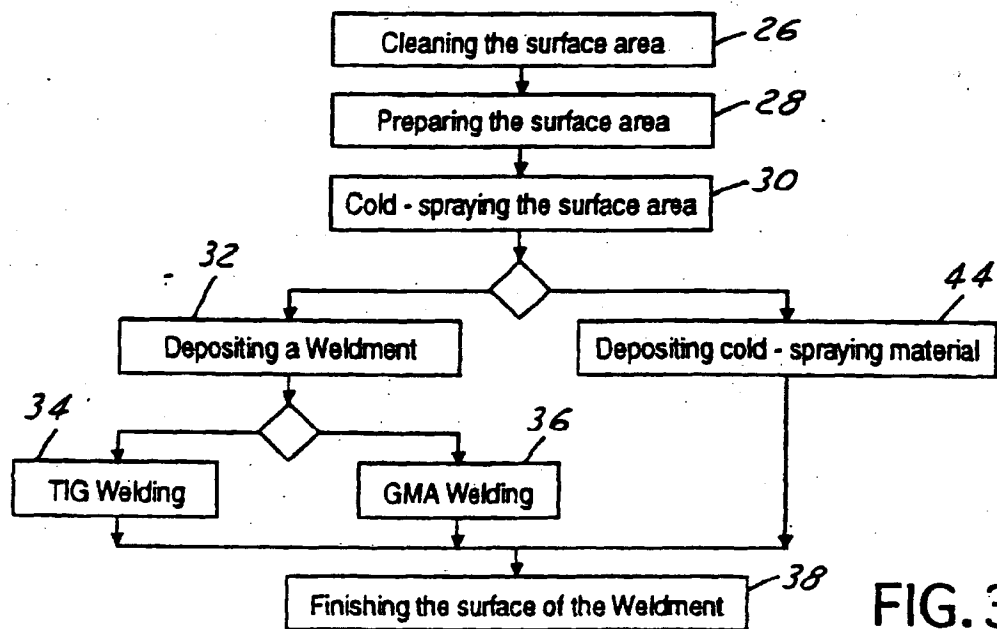 Cleaning the surface area
26
Preparing the surface area
28
Cold - spraying the surface area
30
32
44
Depositing a Weldment
Depositing cold - spraying material
34
36
TIG Welding
GMA Welding
Finishing the surface of the Weldment
38
FIG. 3